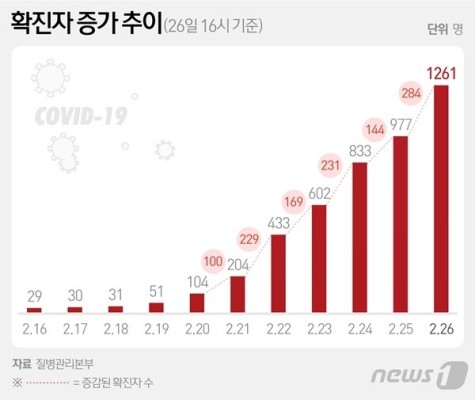 확진자 증가 추이(26일 16시 기준)
단위 명
COVID-19
1261
284
977
144
833
231
602
169
433
229
204
100
104
51
31
30
29
2.16 2.17 2.18 2.19 2.20 2.21 2.22 2.23 2.24 2.25 2.26
자료 질병관리본부
※ ············ = 증감된 확진자 수
news1